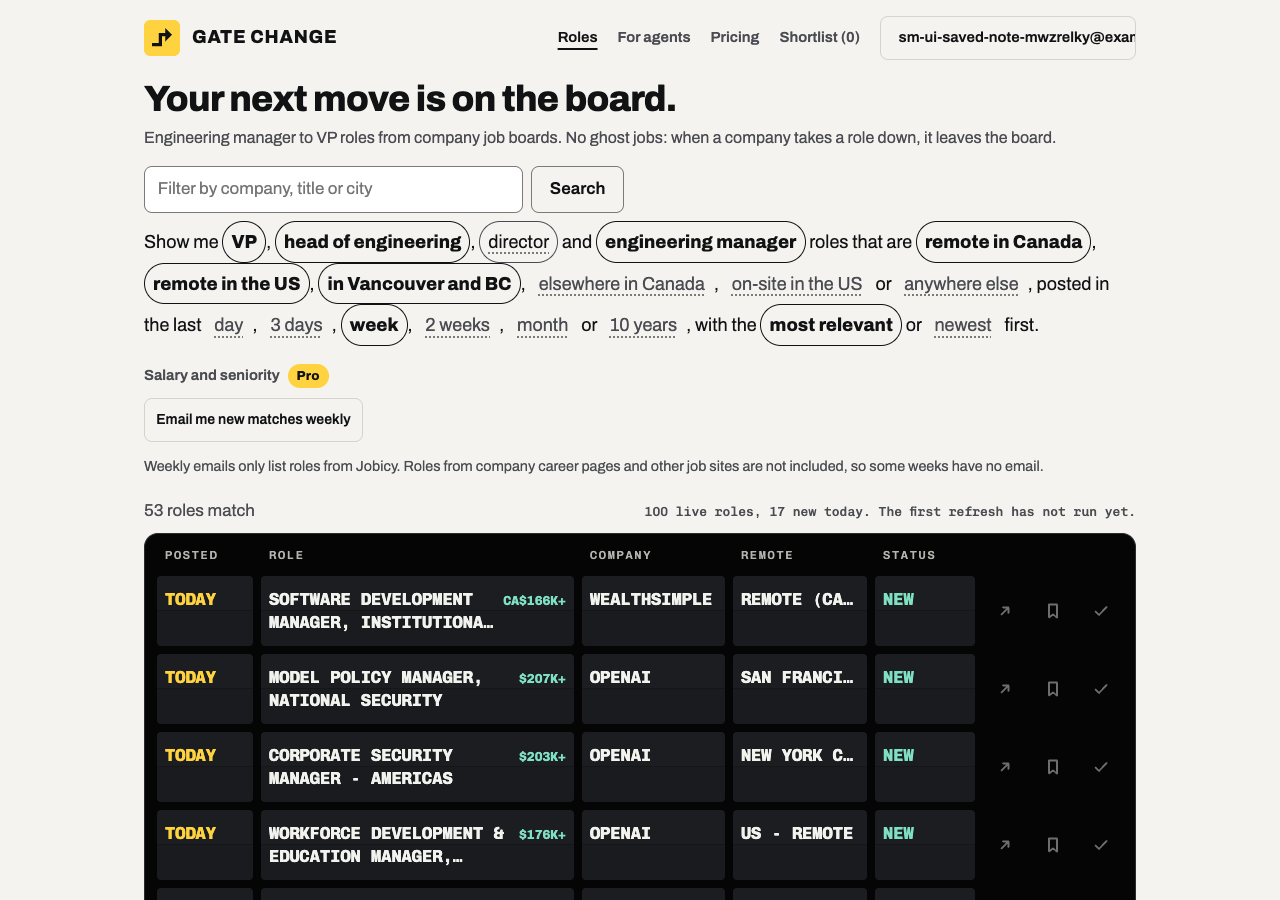 GATE CHANGE
Roles For agents Pricing Shortlist (0) sm-ui-saved-note-mwzrelky@exam
Your next move is on the board.
Engineering manager to VP roles from company job boards. No ghost jobs: when a company takes a role down, it leaves the board.
Filter by company, title or city Search
Show me VP, head of engineering, director and engineering manager roles that are remote in Canada,
remote in the US, in Vancouver and BC, elsewhere in Canada, on-site in the US or anywhere else, posted in
the last day, 3 days, week, 2 weeks, month or 10 years, with the most relevant or newest first.
Salary and seniority Pro
Email me new matches weekly
Weekly emails only list roles from Jobicy. Roles from company career pages and other job sites are not included, so some weeks have no email.
53 roles match 100 live roles, 17 new today. The first refresh has not run yet.
POSTED ROLE COMPANY REMOTE STATUS
TODAY SOFTWARE DEVELOPMENT CA$166K+ WEALTHSIMPLE REMOTE (CA… NEW
MANAGER, INSTITUTIONA…
TODAY MODEL POLICY MANAGER, $207K+ OPENAI SAN FRANCI… NEW
NATIONAL SECURITY
TODAY CORPORATE SECURITY $203K+ OPENAI NEW YORK C… NEW
MANAGER - AMERICAS
TODAY WORKFORCE DEVELOPMENT & $176K+ OPENAI US - REMOTE NEW
EDUCATION MANAGER,…